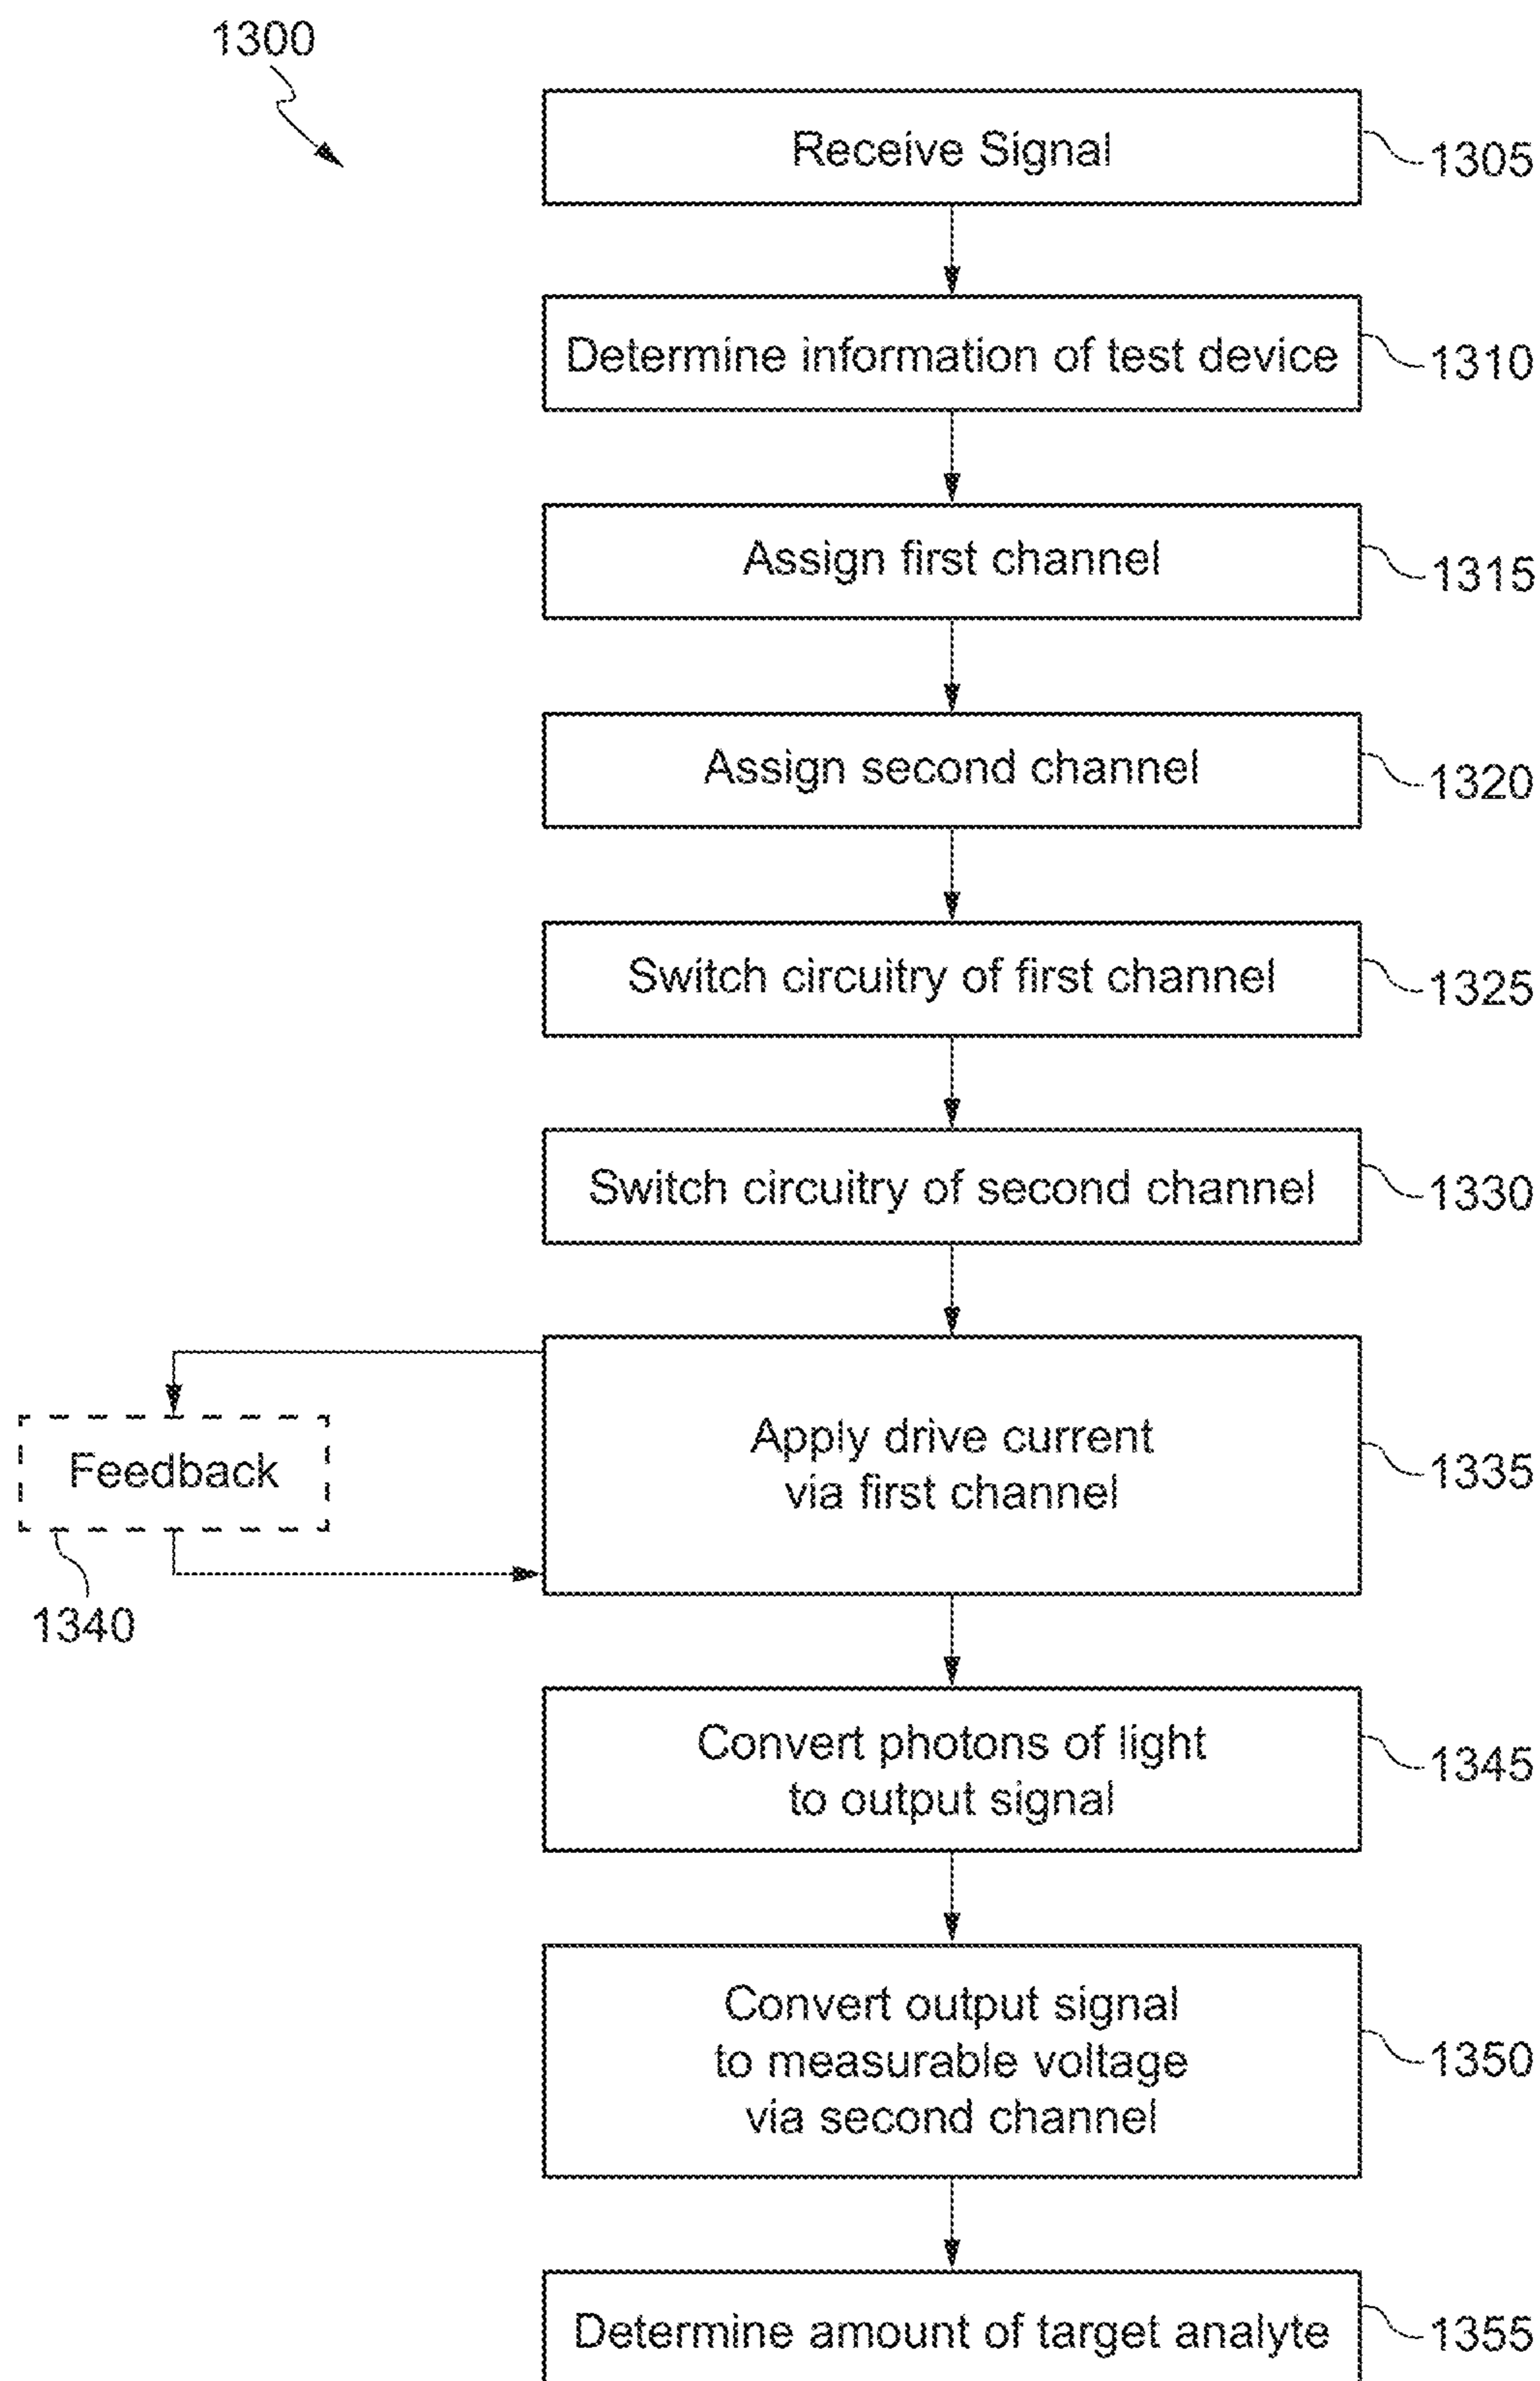 1300
Receive Signal
1305
Determine information of test device
1310
Assign first channel
1315
Assign second channel
1320
Switch circuitry of first channel
1325
Switch circuitry of second channel
1330
Apply drive current
via first channel
1335
Feedback
1340
Convert photons of light
to output signal
1345
Convert output signal
to measurable voltage
via second channel
1350
Determine amount of target analyte
1355